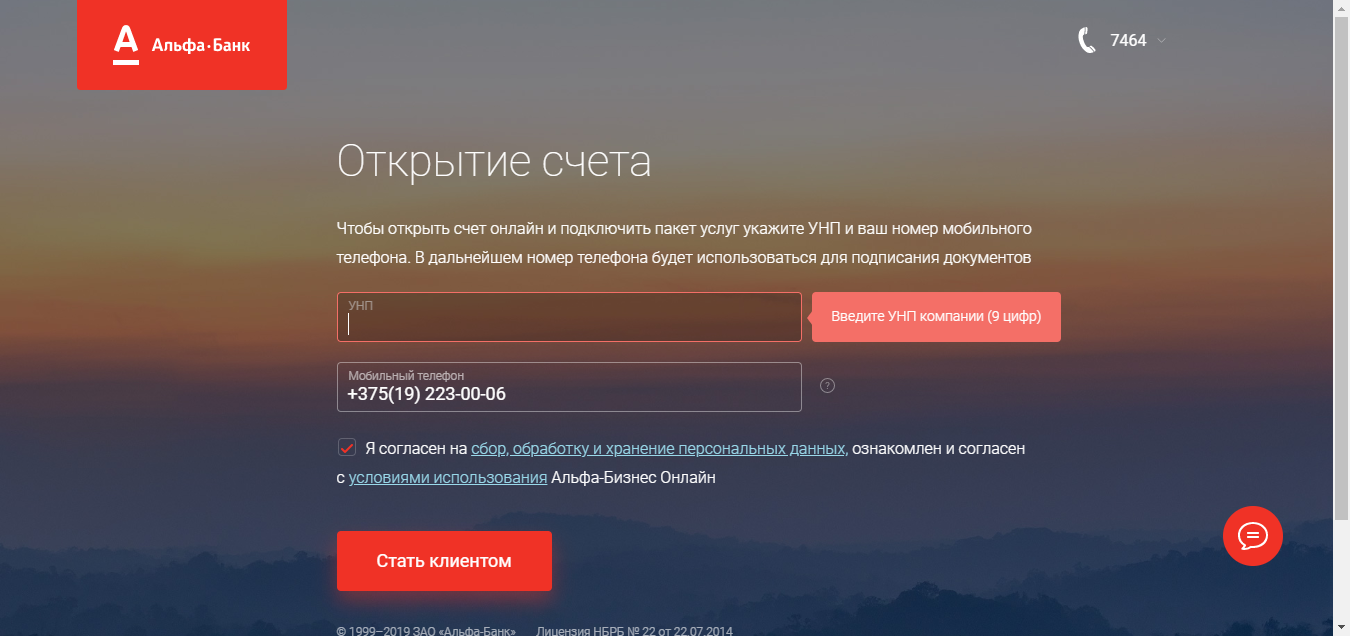 А Альфа·Банк
7464
Открытие счета
Чтобы открыть счет онлайн и подключить пакет услуг укажите УНП и ваш номер мобильного
телефона. В дальнейшем номер телефона будет использоваться для подписания документов
УНП
Введите УНП компании (9 цифр)
Мобильный телефон
+375(19) 223-00-06
?
Я согласен на сбор, обработку и хранение персональных данных, ознакомлен и согласен
с условиями использования Альфа-Бизнес Онлайн
Стать клиентом
© 1999–2019 ЗАО «Альфа-Банк» Лицензия НБРБ № 22 от 22.07.2014